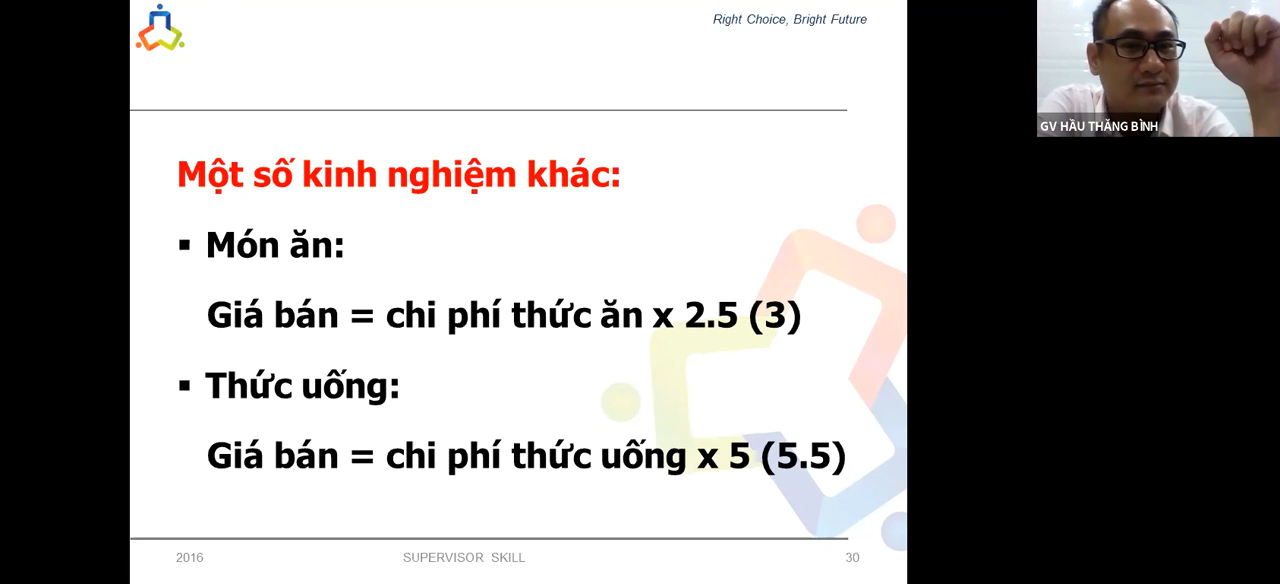 Right Choice, Bright Future
GV HẦU THĂNG BÌNH
Một số kinh nghiệm khác:
▪ Món ăn:
Giá bán = chi phí thức ăn x 2.5 (3)
▪ Thức uống:
Giá bán = chi phí thức uống x 5 (5.5)
2016 SUPERVISOR SKILL 30